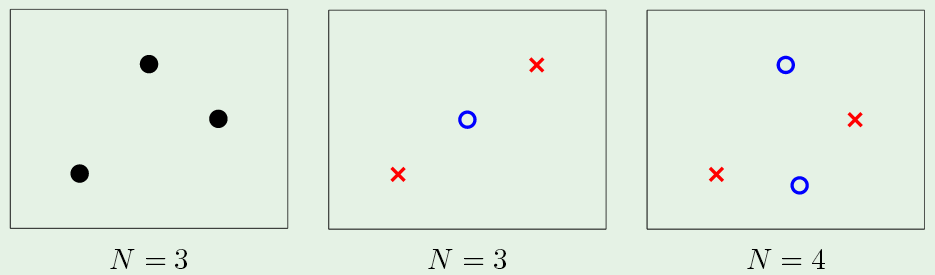 N = 3
N = 3
N = 4